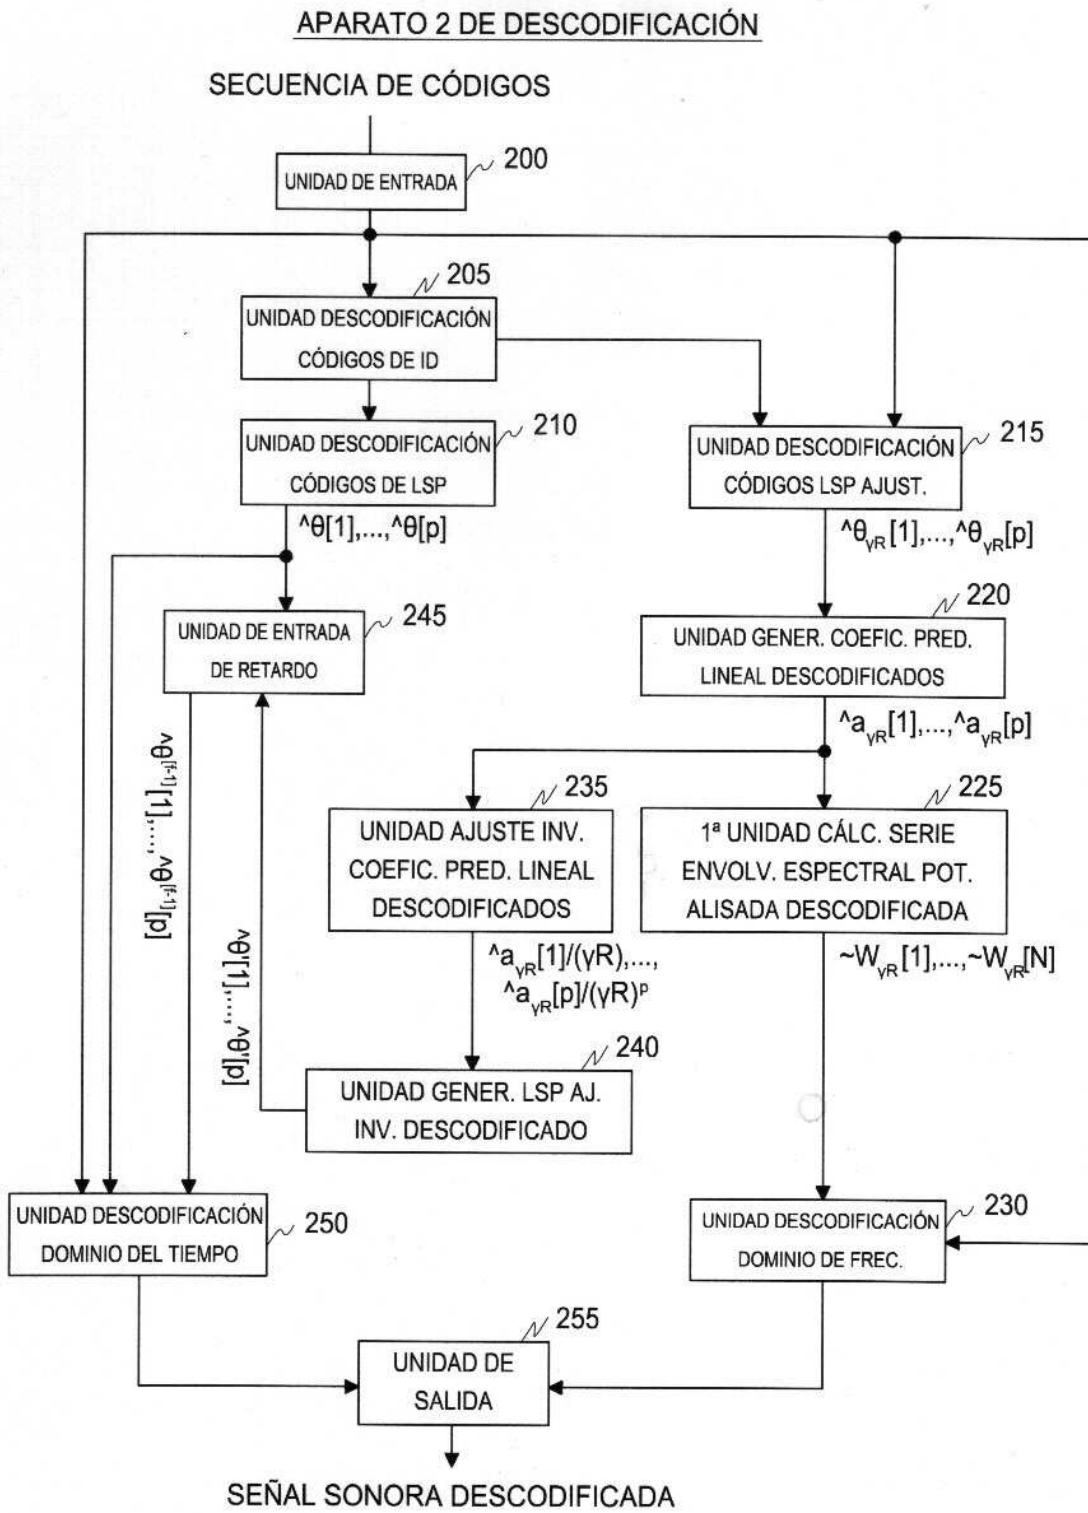 APARATO 2 DE DESCODIFICACIÓN
SECUENCIA DE CÓDIGOS
200
UNIDAD DE ENTRADA
205
UNIDAD DESCODIFICACIÓN
CÓDIGOS DE ID
210
UNIDAD DESCODIFICACIÓN
CÓDIGOS DE LSP
215
UNIDAD DESCODIFICACIÓN
CÓDIGOS LSP AJUST.
^θ[1],...,^θ[p]
^θγR[1],...,^θγR[p]
245
UNIDAD DE ENTRADA
DE RETARDO
220
UNIDAD GENER. COEFIC. PRED.
LINEAL DESCODIFICADOS
^aγR[1],...,^aγR[p]
^θ[f-1][1],...,^θ[f-1][p]
235
UNIDAD AJUSTE INV.
COEFIC. PRED. LINEAL
DESCODIFICADOS
225
1ª UNIDAD CÁLC. SERIE
ENVOLV. ESPECTRAL POT.
ALISADA DESCODIFICADA
^aγR[1]/(γR),...,
^aγR[p]/(γR)p
~WγR[1],...,~WγR[N]
^θ'[1],...,^θ'[p]
240
UNIDAD GENER. LSP AJ.
INV. DESCODIFICADO
250
UNIDAD DESCODIFICACIÓN
DOMINIO DEL TIEMPO
230
UNIDAD DESCODIFICACIÓN
DOMINIO DE FREC.
255
UNIDAD DE
SALIDA
SEÑAL SONORA DESCODIFICADA